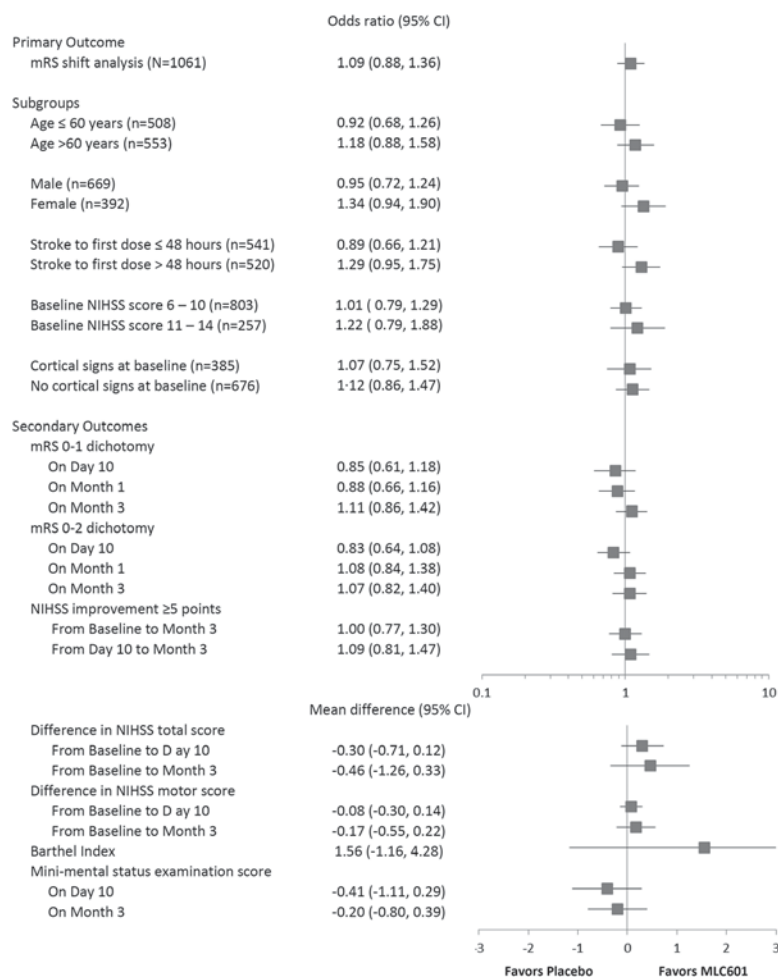 Odds ratio (95% CI)
Primary Outcome
mRS shift analysis (N=1061) 1.09 (0.88, 1.36)
Subgroups
Age ≤ 60 years (n=508) 0.92 (0.68, 1.26)
Age >60 years (n=553) 1.18 (0.88, 1.58)
Male (n=669) 0.95 (0.72, 1.24)
Female (n=392) 1.34 (0.94, 1.90)
Stroke to first dose ≤ 48 hours (n=541) 0.89 (0.66, 1.21)
Stroke to first dose > 48 hours (n=520) 1.29 (0.95, 1.75)
Baseline NIHSS score 6 – 10 (n=803) 1.01 ( 0.79, 1.29)
Baseline NIHSS score 11 – 14 (n=257) 1.22 ( 0.79, 1.88)
Cortical signs at baseline (n=385) 1.07 (0.75, 1.52)
No cortical signs at baseline (n=676) 1·12 (0.86, 1.47)
Secondary Outcomes
mRS 0-1 dichotomy
On Day 10 0.85 (0.61, 1.18)
On Month 1 0.88 (0.66, 1.16)
On Month 3 1.11 (0.86, 1.42)
mRS 0-2 dichotomy
On Day 10 0.83 (0.64, 1.08)
On Month 1 1.08 (0.84, 1.38)
On Month 3 1.07 (0.82, 1.40)
NIHSS improvement ≥5 points
From Baseline to Month 3 1.00 (0.77, 1.30)
From Day 10 to Month 3 1.09 (0.81, 1.47)
0.1 1 10
Mean difference (95% CI)
Difference in NIHSS total score
From Baseline to D ay 10 -0.30 (-0.71, 0.12)
From Baseline to Month 3 -0.46 (-1.26, 0.33)
Difference in NIHSS motor score
From Baseline to D ay 10 -0.08 (-0.30, 0.14)
From Baseline to Month 3 -0.17 (-0.55, 0.22)
Barthel Index 1.56 (-1.16, 4.28)
Mini-mental status examination score
On Day 10 -0.41 (-1.11, 0.29)
On Month 3 -0.20 (-0.80, 0.39)
-3 -2 -1 0 1 2 3
Favors Placebo Favors MLC601